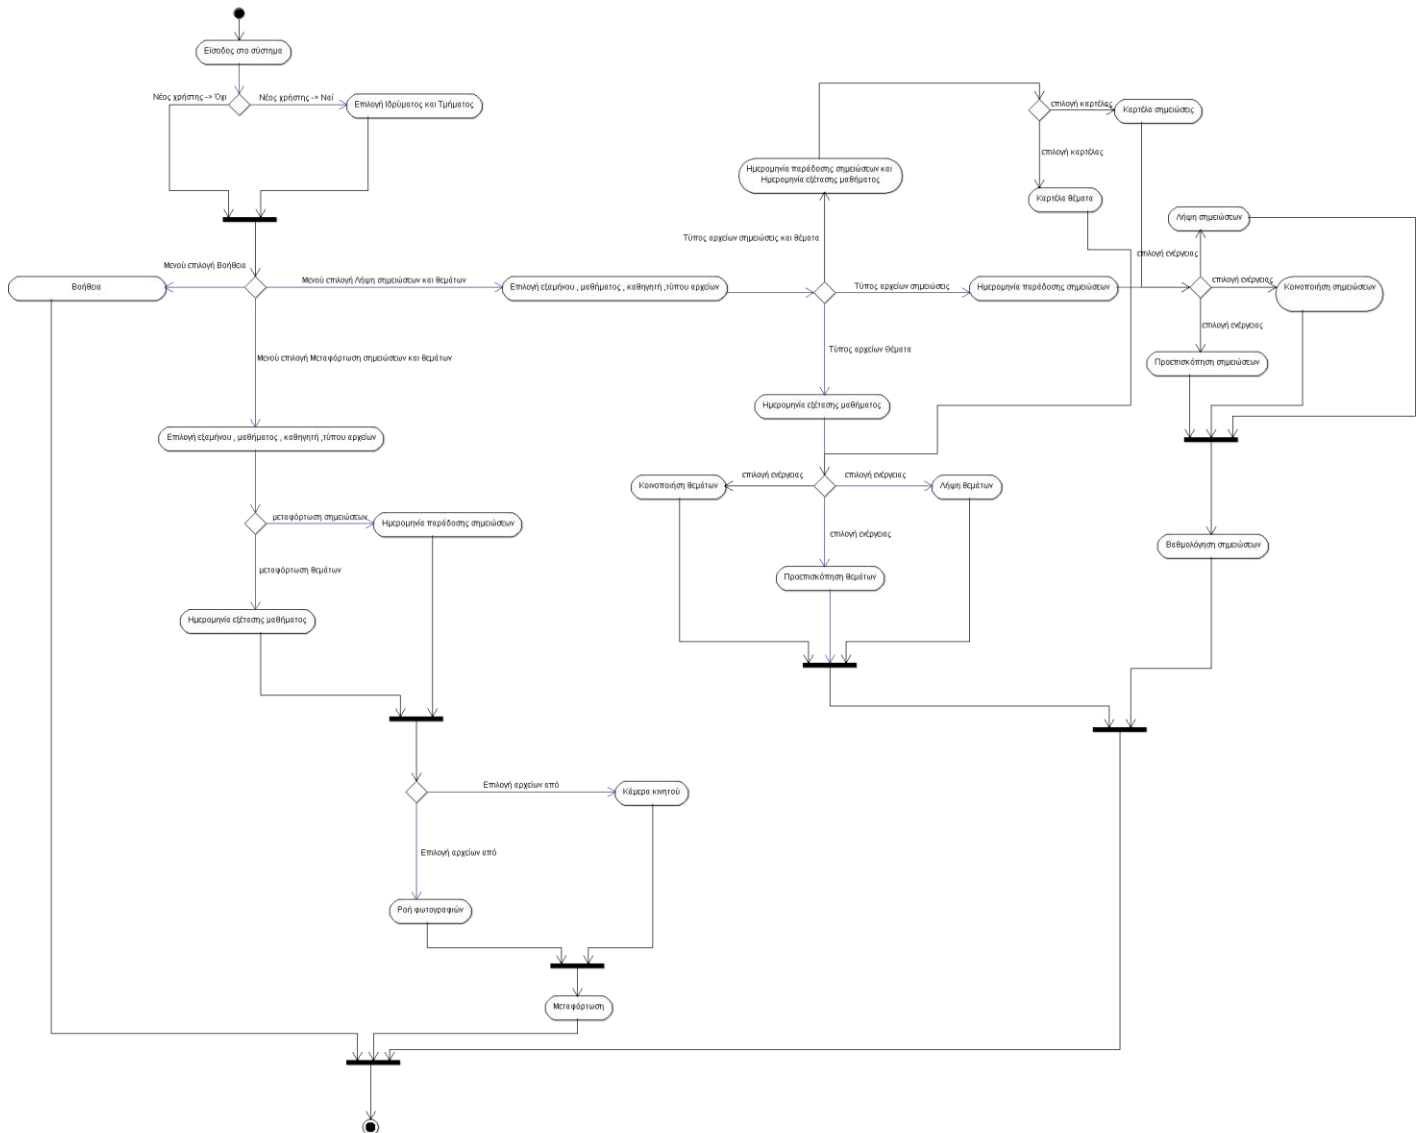 Είσοδος στο σύστημα
Νέος χρήστης -> Όχι
Νέος χρήστης -> Ναί
Επιλογή Ιδρύματος και Τμήματος
επιλογή καρτέλας
Καρτέλα σημειώσεις
επιλογή καρτέλας
Ημερομηνία παράδοσης σημειώσεων και
Ημερομηνία εξέτασης μαθήματος
Καρτέλα θέματα
Λήψη σημειώσεων
Τύπος αρχείων σημειώσεις και θέματα
επιλογή ενέργειας
Μενού επιλογή Βοήθεια
Μενού επιλογή Λήψη σημειώσεων και θεμάτων
Βοήθεια
Επιλογή εξαμήνου , μαθήματος , καθηγητή ,τύπου αρχείων
Τύπος αρχείων σημειώσεις
Ημερομηνία παράδοσης σημειώσεων
επιλογή ενέργειας
Κοινοποίηση σημειώσεων
επιλογή ενέργειας
Τύπος αρχείων Θέματα
Μενού επιλογή Μεταφόρτωση σημειώσεων και θεμάτων
Προεπισκόπηση σημειώσεων
Ημερομηνία εξέτασης μαθήματος
Επιλογή εξαμήνου , μαθήματος , καθηγητή ,τύπου αρχείων
επιλογή ενέργειας
επιλογή ενέργειας
Κοινοποίηση θεμάτων
Λήψη θεμάτων
μεταφόρτωση σημειώσεων
Ημερομηνία παράδοσης σημειώσεων
επιλογή ενέργειας
Βαθμολόγηση σημειώσεων
μεταφόρτωση θεμάτων
Προεπισκόπηση θεμάτων
Ημερομηνία εξέτασης μαθήματος
Επιλογή αρχείων από
Κάμερα κινητού
Επιλογή αρχείων από
Ροή φωτογραφιών
Μεταφόρτωση